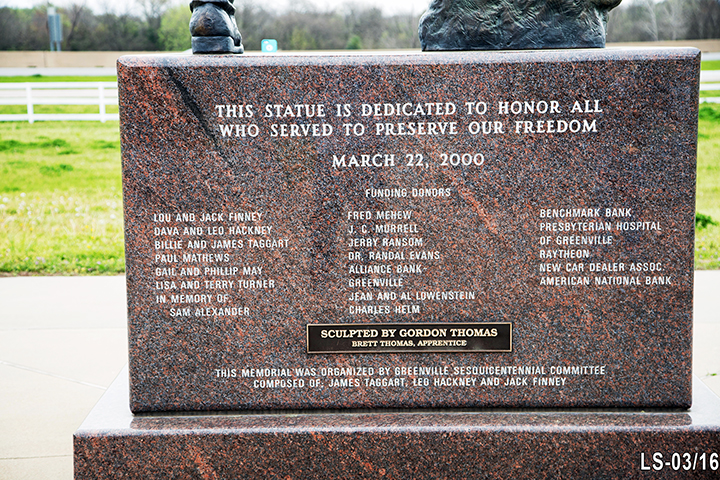 THIS STATUE IS DEDICATED TO HONOR ALL
WHO SERVED TO PRESERVE OUR FREEDOM
MARCH 22, 2000
FUNDING DONORS
LOU AND JACK FINNEY
DAVA AND LEO HACKNEY
BILLIE AND JAMES TAGGART
PAUL MATHEWS
GAIL AND PHILLIP MAY
LISA AND TERRY TURNER
IN MEMORY OF
SAM ALEXANDER
FRED MEHEW
J. C. MURRELL
JERBY RANSOM
DR. RANDAL EVANS
ALLIANCE BANK
GREENVILLE
JEAN AND AL LOWENSTEIN
CHARLES HELM
BENCHMARK BANK
PRESBYTERIAN HOSPITAL
OF GREENVILLE
RAYTHEON
NEW CAR DEALER ASSOC.
AMERICAN NATIONAL BANK
SCULPTED BY GORDON THOMAS
BRETT THOMAS, APPRENTICE
THIS MEMORIAL WAS ORGANIZED BY GREENVILLE SESQUICENTENNIAL COMMITTEE
COMPOSED OF, JAMES TAGGART, LEO HACKNEY AND JACK FINNEY
LS-03/16